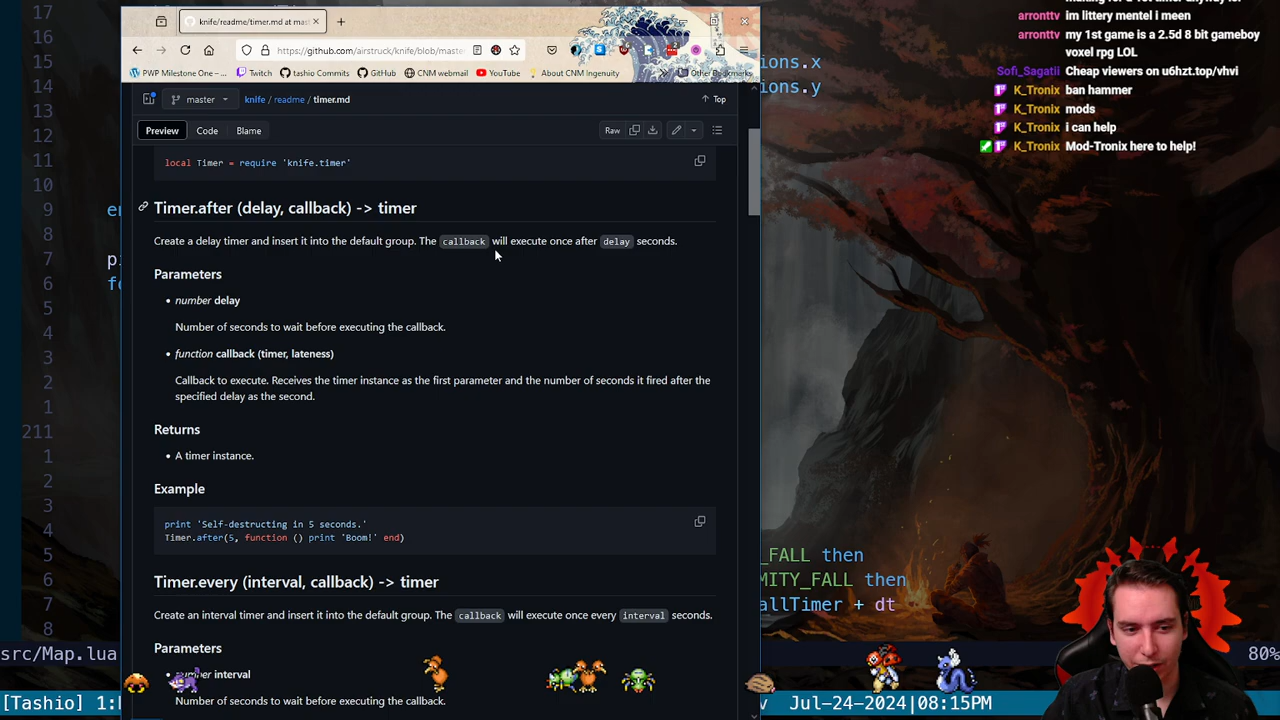 knife/readme/timer.md at mast
https://github.com/airstruck/knife/blob/maste
PWP Milestone One – ...
Twitch
tashio Commits
GitHub
CNM webmail
YouTube
About CNM Ingenuity
Other Bookmarks
master
knife / readme / timer.md
Top
Preview
Code
Blame
Raw
local Timer = require 'knife.timer'
Timer.after (delay, callback) -> timer
Create a delay timer and insert it into the default group. The callback will execute once after delay seconds.
Parameters
• number delay
Number of seconds to wait before executing the callback.
• function callback (timer, lateness)
Callback to execute. Receives the timer instance as the first parameter and the number of seconds it fired after the
specified delay as the second.
Returns
• A timer instance.
Example
print 'Self-destructing in 5 seconds.'
Timer.after(5, function () print 'Boom!' end)
Timer.every (interval, callback) -> timer
Create an interval timer and insert it into the default group. The callback will execute once every interval seconds.
Parameters
interval
Number of seconds to wait before executing the callback.
17
16
15
14
13
12
11
10
9
8
7
6
5
4
3
2
1
211
1
2
3
4
5
6
7
8
ions.x
ions.y
_FALL then
MITY_FALL then
allTimer + dt
src/Map.lua
80%
[Tashio] 1:
Jul-24-2024|08:15PM
arronttv im littery mentel i meen
arronttv my 1st game is a 2.5d 8 bit gameboy
voxel rpg LOL
Sofi_Sagatii Cheap viewers on u6hzt.top/vhvi
K_Tronix ban hammer
K_Tronix mods
K_Tronix i can help
K_Tronix Mod-Tronix here to help!